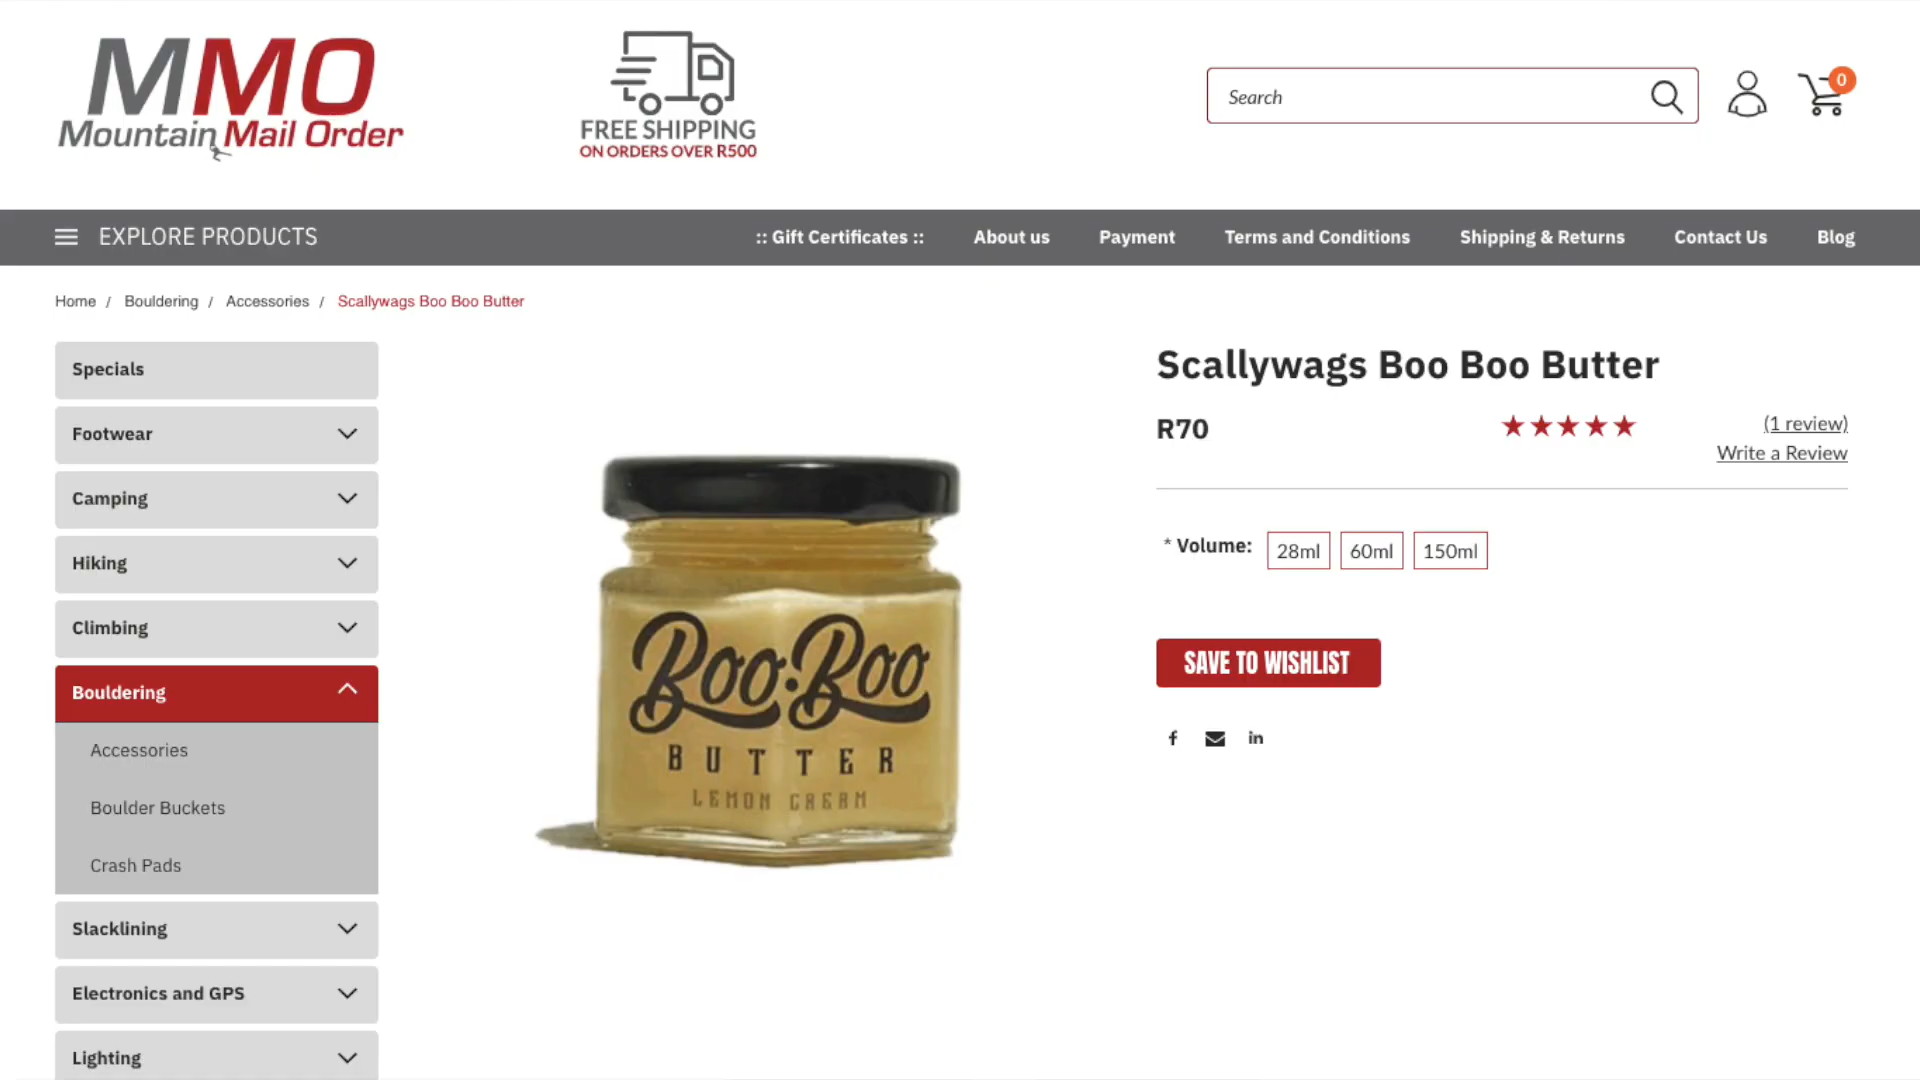 MMO
Mountain Mail Order
FREE SHIPPING
ON ORDERS OVER R500
Search
0
EXPLORE PRODUCTS
:: Gift Certificates ::
About us
Payment
Terms and Conditions
Shipping & Returns
Contact Us
Blog
Home / Bouldering / Accessories / Scallywags Boo Boo Butter
Specials
Footwear
Camping
Hiking
Climbing
Bouldering
Accessories
Boulder Buckets
Crash Pads
Slacklining
Electronics and GPS
Lighting
Boo·Boo
BUTTER
LEMON CREAM
Scallywags Boo Boo Butter
R70
(1 review)
Write a Review
* Volume: 28ml 60ml 150ml
SAVE TO WISHLIST
f
in